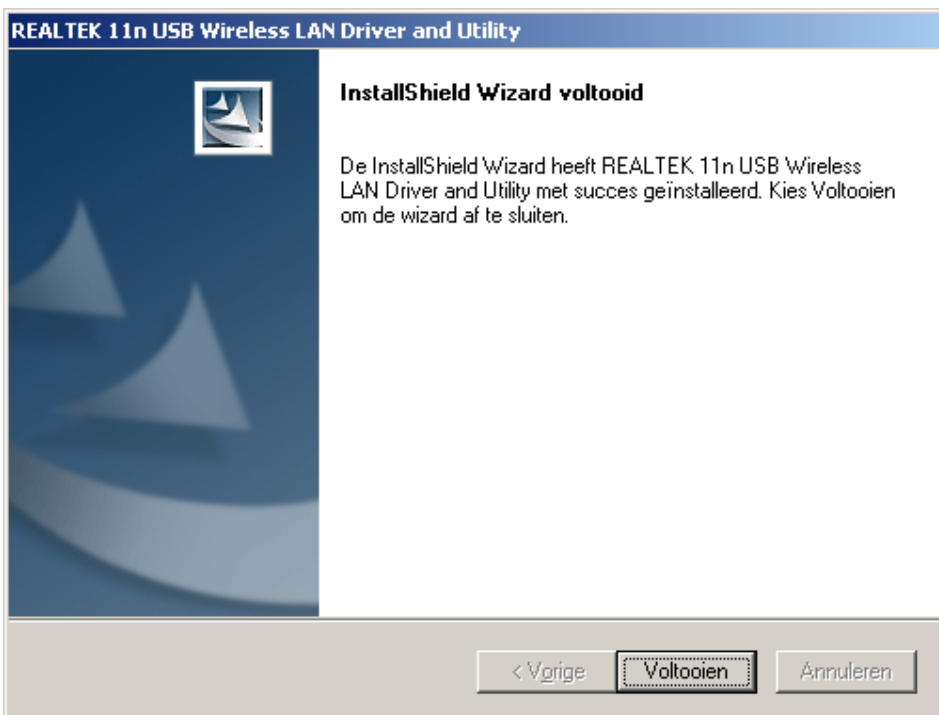 REALTEK 11n USB Wireless LAN Driver and Utility
InstallShield Wizard voltooid
De InstallShield Wizard heeft REALTEK 11n USB Wireless
LAN Driver and Utility met succes geïnstalleerd. Kies Voltooien
om de wizard af te sluiten.
< Vorige
Voltooien
Annuleren